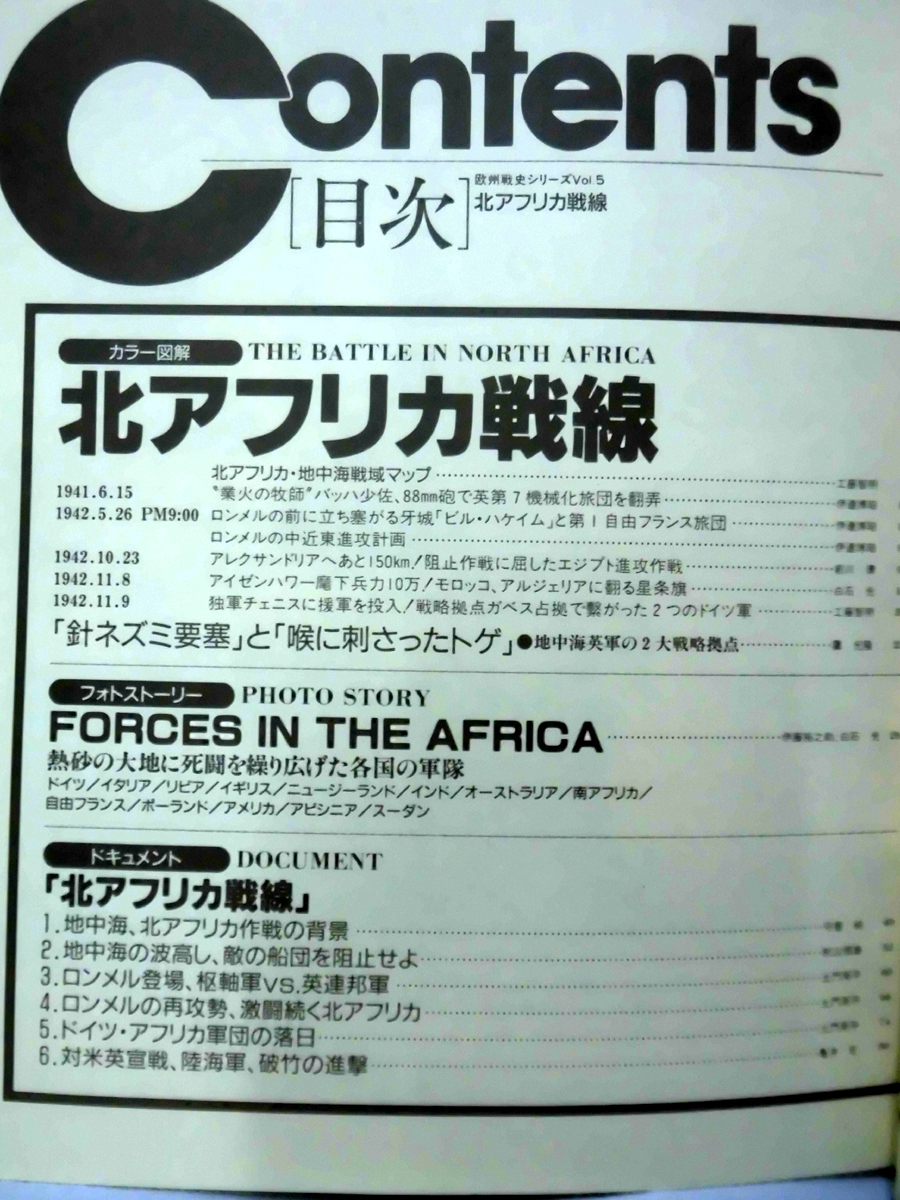 Contents
[目次]
欧州戦史シリーズVol.5
北アフリカ戦線
カラー図解 THE BATTLE IN NORTH AFRICA
北アフリカ戦線
北アフリカ・地中海戦域マップ
1941.6.15 〝業火の牧師〟バッハ少佐、88mm砲で英第7機械化旅団を翻弄
1942.5.26 PM9:00 ロンメルの前に立ち塞がる牙城「ビル・ハケイム」と第1自由フランス旅団
ロンメルの中近東進攻計画
1942.10.23 アレクサンドリアへあと150km!阻止作戦に屈したエジプト進攻作戦
1942.11.8 アイゼンハワー麾下兵力10万!モロッコ、アルジェリアに翻る星条旗
1942.11.9 独軍チェニスに援軍を投入!戦略拠点ガベス占拠で繋がった2つのドイツ軍
「針ネズミ要塞」と「喉に刺さったトゲ」●地中海英軍の2大戦略拠点
フォトストーリー PHOTO STORY
FORCES IN THE AFRICA
熱砂の大地に死闘を繰り広げた各国の軍隊
ドイツ/イタリア/リビア/イギリス/ニュージーランド/インド/オーストラリア/南アフリカ/
自由フランス/ポーランド/アメリカ/アビシニア/スーダン
ドキュメント DOCUMENT
「北アフリカ戦線」
1.地中海、北アフリカ作戦の背景
2.地中海の波高し、敵の船団を阻止せよ
3.ロンメル登場、枢軸軍vs.英連邦軍
4.ロンメルの再攻勢、激闘続く北アフリカ
5.ドイツ・アフリカ軍団の落日
6.対米英宣戦、陸海軍、破竹の進撃